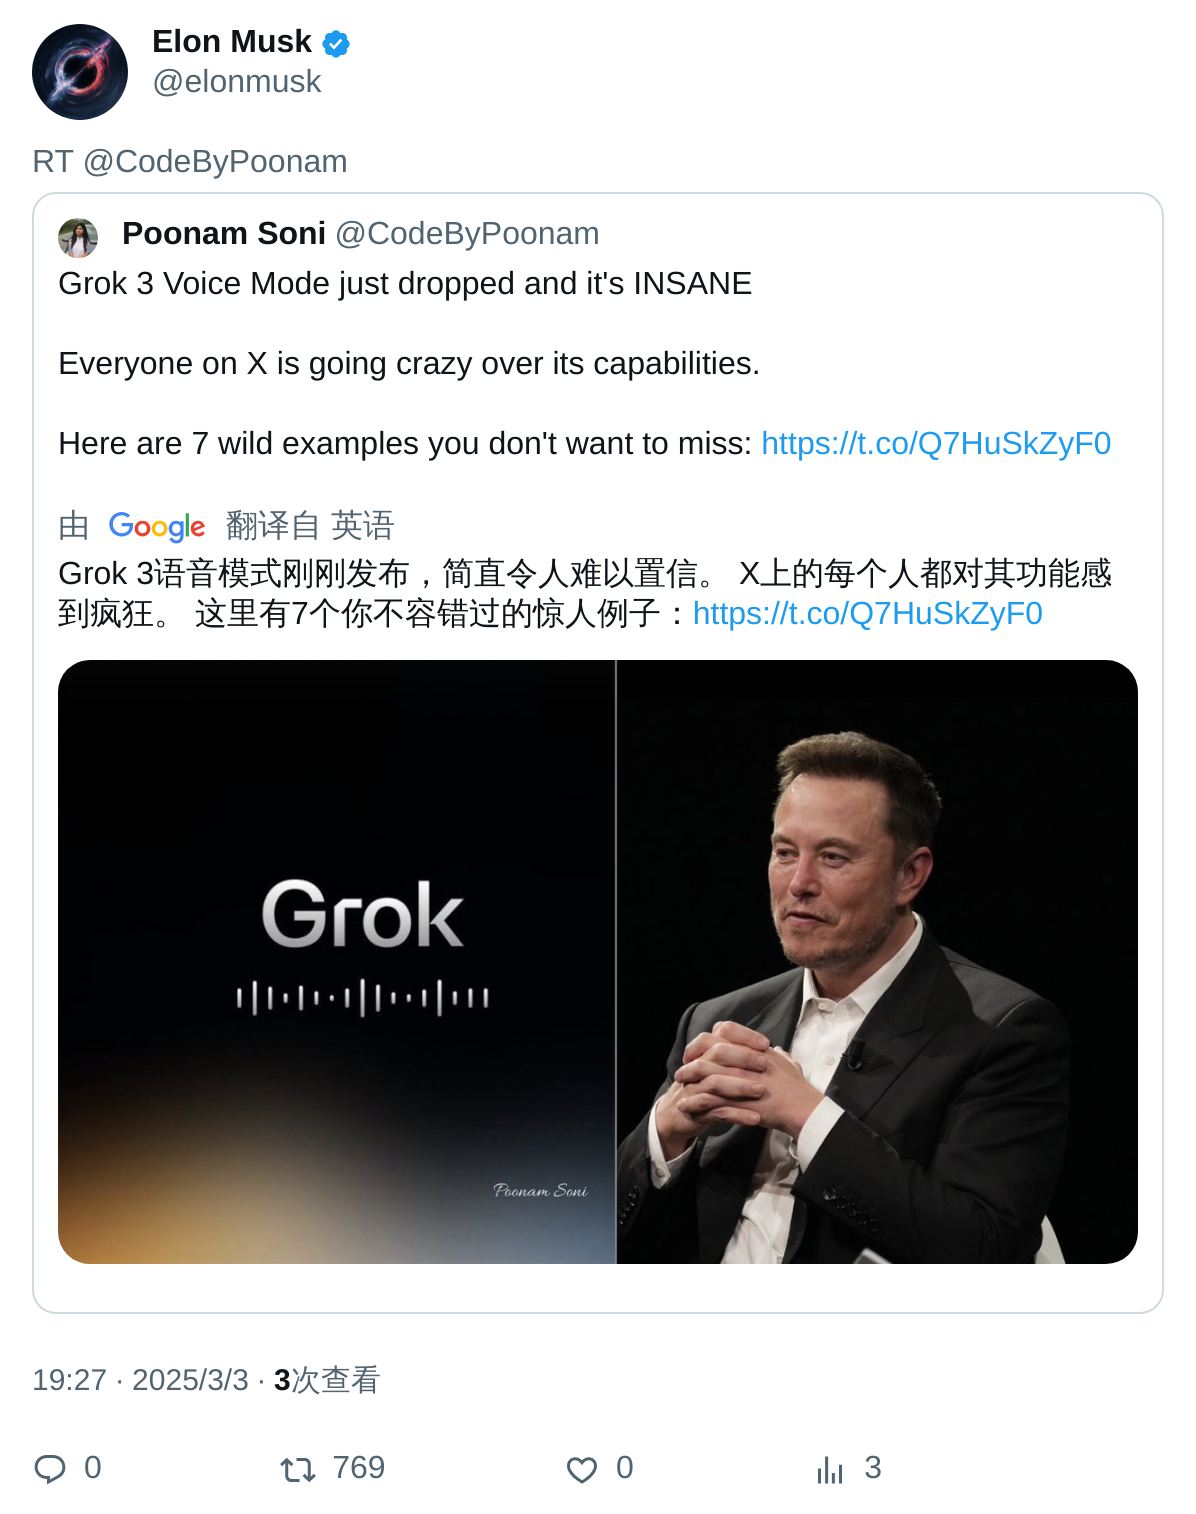 Elon Musk
@elonmusk
RT @CodeByPoonam
Poonam Soni @CodeByPoonam
Grok 3 Voice Mode just dropped and it's INSANE
Everyone on X is going crazy over its capabilities.
Here are 7 wild examples you don't want to miss: https://t.co/Q7HuSkZyF0
由 Google 翻译自 英语
Grok 3语音模式刚刚发布，简直令人难以置信。 X上的每个人都对其功能感
到疯狂。 这里有7个你不容错过的惊人例子：https://t.co/Q7HuSkZyF0
Grok
Poonam Soni
19:27 · 2025/3/3 · 3次查看
0 769 0 3